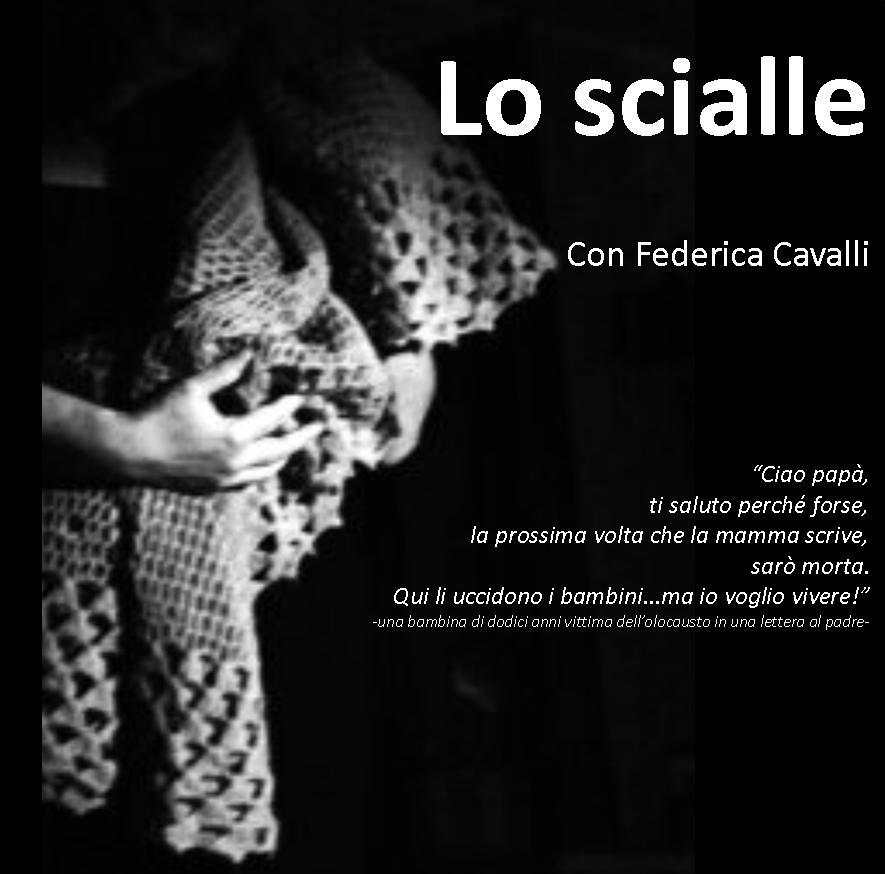 Lo scialle
Con Federica Cavalli
“Ciao papà,
ti saluto perché forse,
la prossima volta che la mamma scrive,
sarò morta.
Qui li uccidono i bambini...ma io voglio vivere!”
-una bambina di dodici anni vittima dell’olocausto in una lettera al padre-